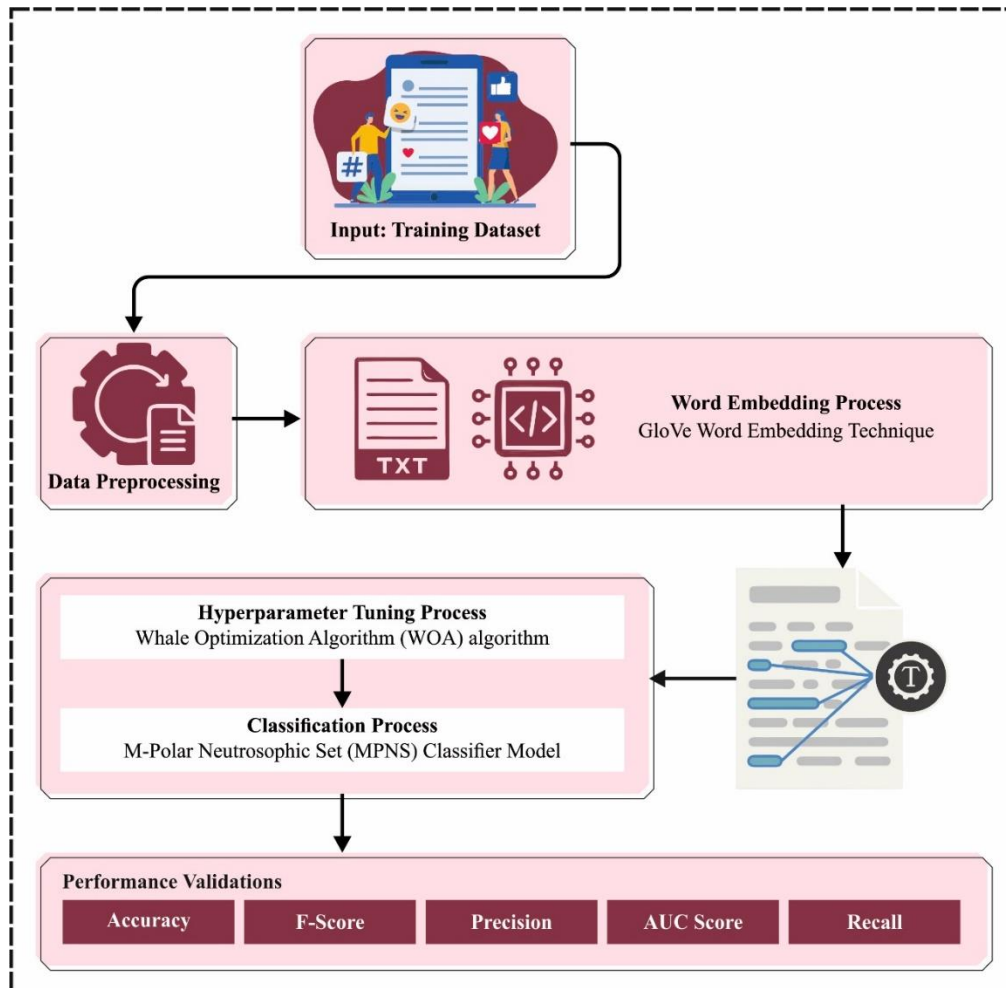 #
Input: Training Dataset
Data Preprocessing
TXT
</>
Word Embedding Process
GloVe Word Embedding Technique
T
Hyperparameter Tuning Process
Whale Optimization Algorithm (WOA) algorithm
Classification Process
M-Polar Neutrosophic Set (MPNS) Classifier Model
Performance Validations
Accuracy
F-Score
Precision
AUC Score
Recall